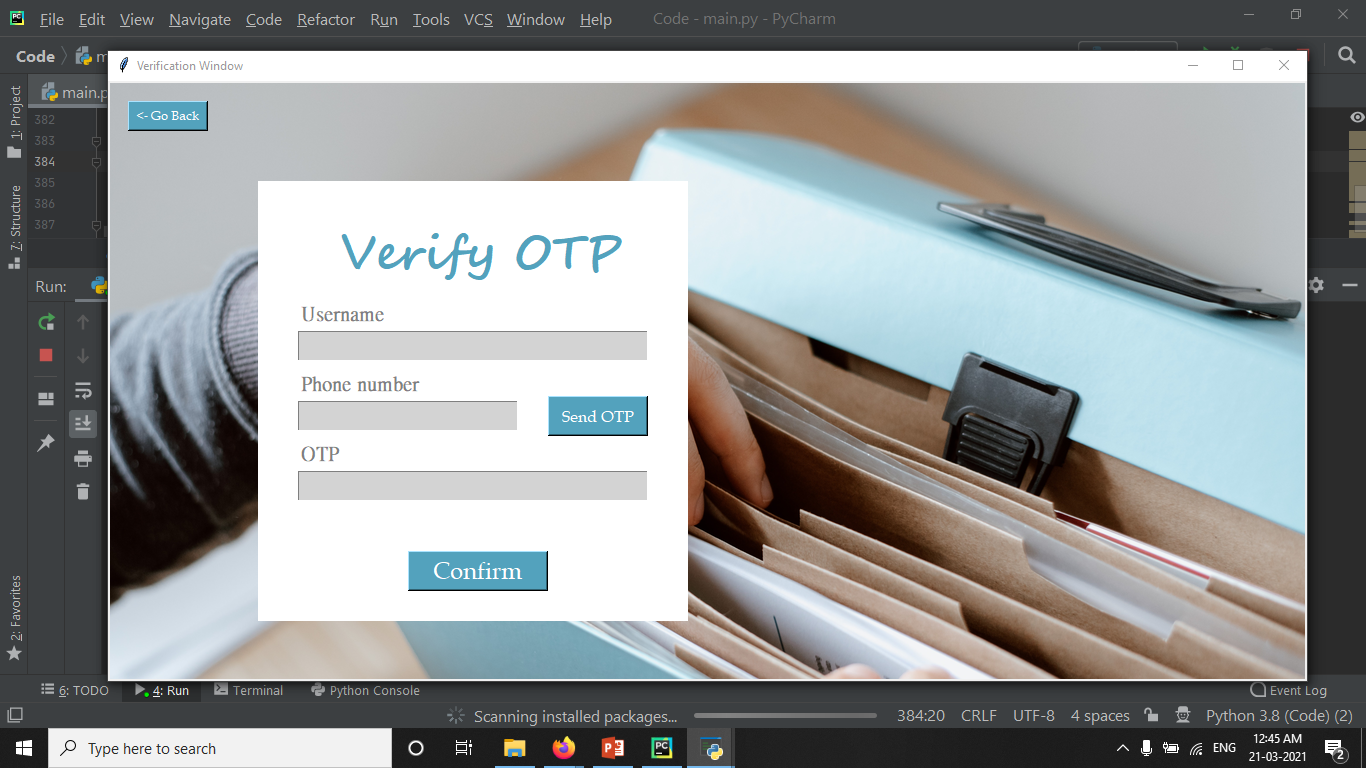 File Edit View Navigate Code Refactor Run Tools VCS Window Help Code - main.py - PyCharm
Code
Verification Window
main.p
1: Project
7: Structure
2: Favorites
382
383
384
385
386
387
Run:
<- Go Back
Verify OTP
Username
Phone number
Send OTP
OTP
Confirm
6: TODO 4: Run Terminal Python Console Event Log
Scanning installed packages... 384:20 CRLF UTF-8 4 spaces Python 3.8 (Code) (2)
Type here to search ENG 12:45 AM
21-03-2021 2